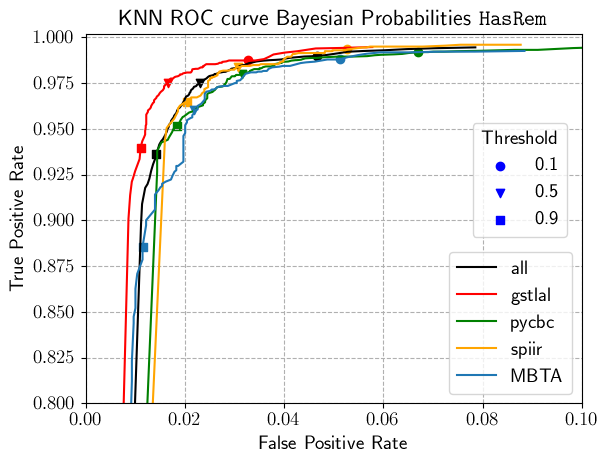 KNN ROC curve Bayesian Probabilities HasRem
True Positive Rate
1.000
0.975
0.950
0.925
0.900
0.875
0.850
0.825
0.800
Threshold
0.1
0.5
0.9
all
gstlal
pycbc
spiir
MBTA
0.00 0.02 0.04 0.06 0.08 0.10
False Positive Rate